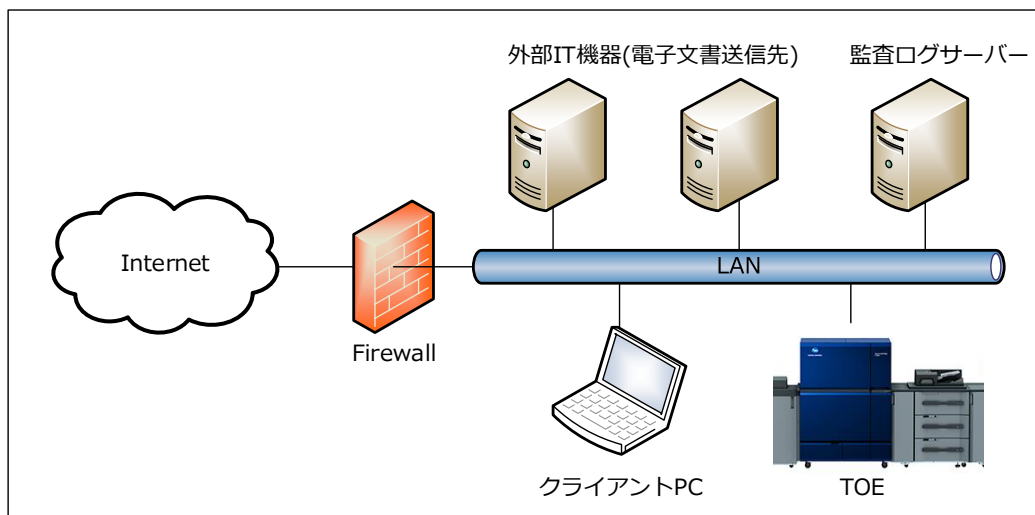 外部IT機器(電子文書送信先)
監査ログサーバー
Internet
LAN
Firewall
クライアントPC
TOE